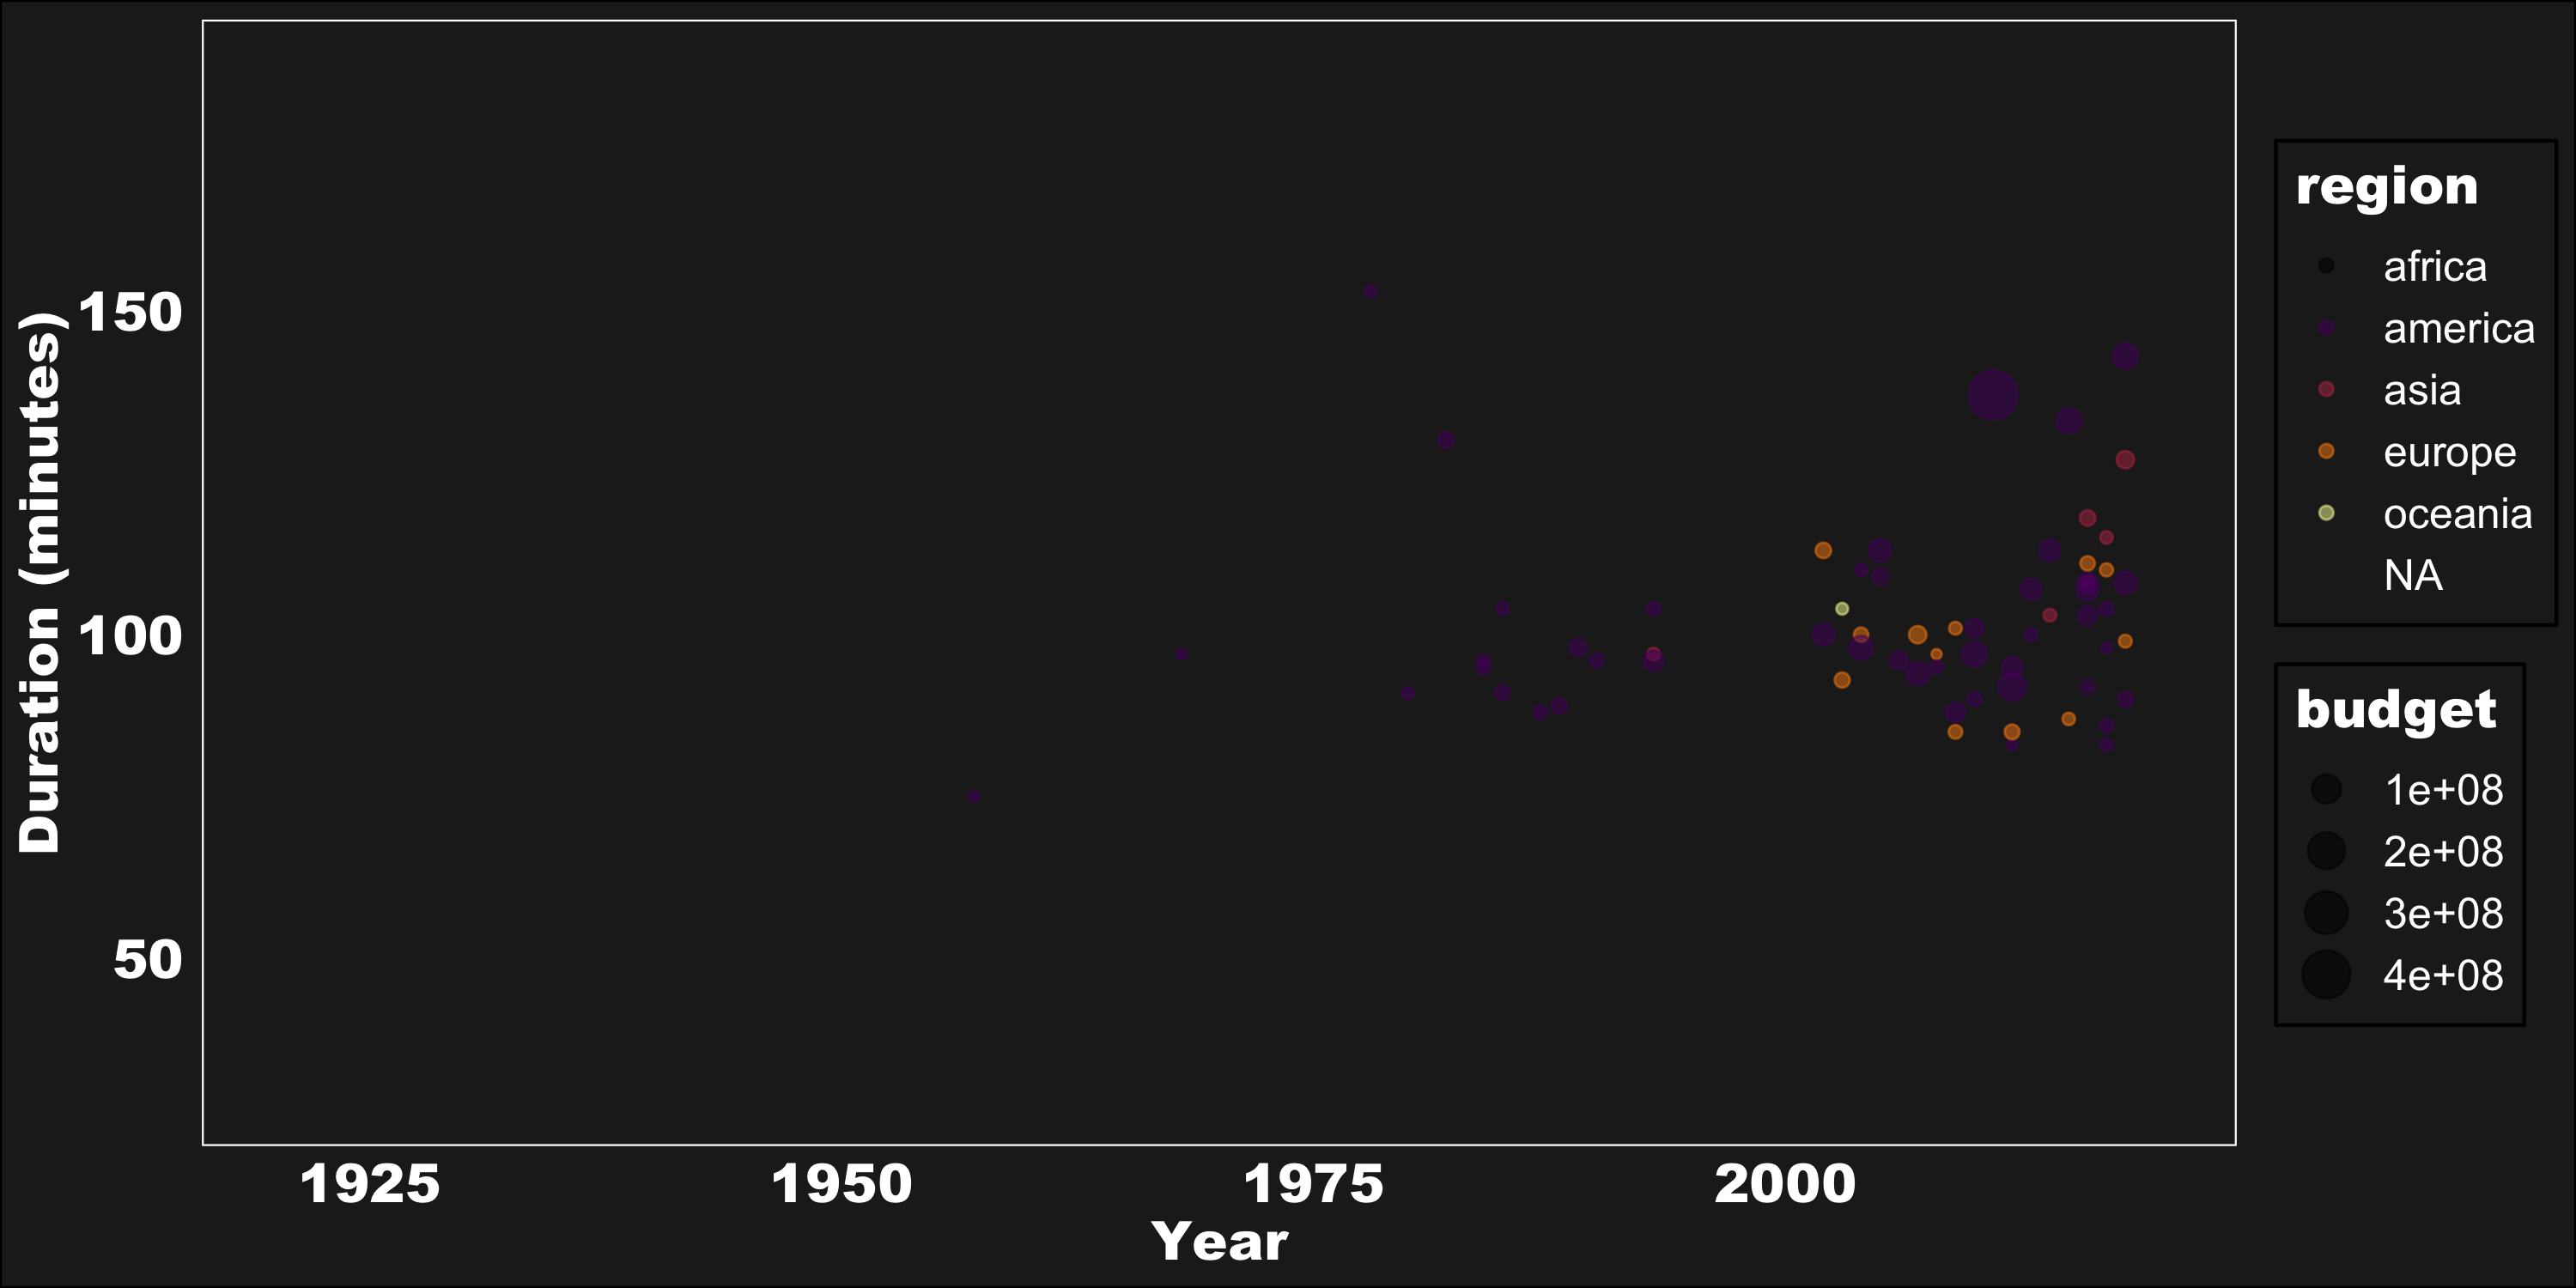 Duration (minutes)
150
100
50
1925
1950
1975
2000
Year
region
africa
america
asia
europe
oceania
NA
budget
1e+08
2e+08
3e+08
4e+08